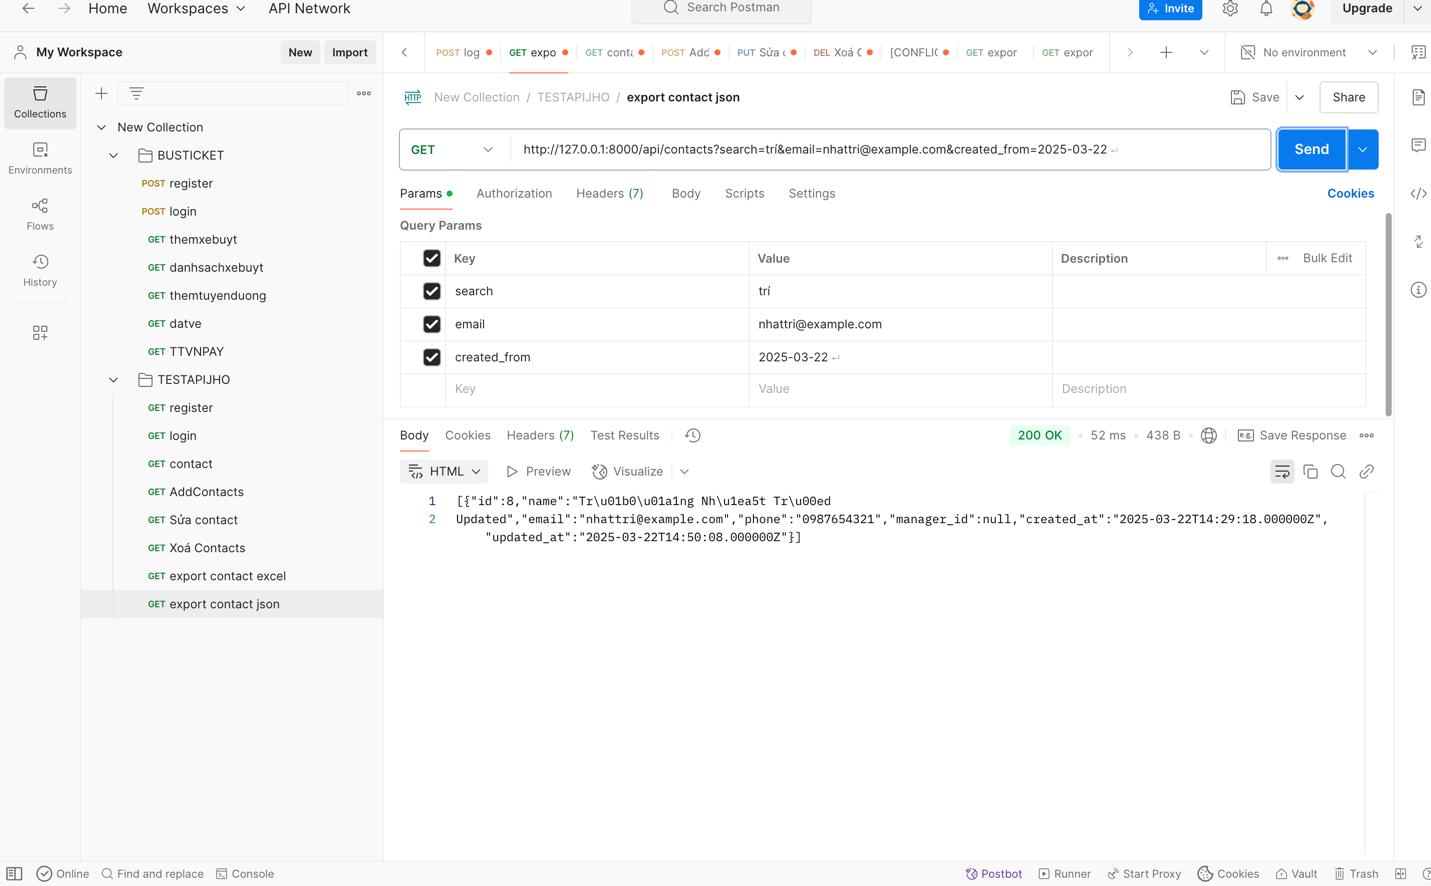 Home Workspaces API Network Search Postman Invite Upgrade
My Workspace New Import POST log GET expo GET conta POST Add PUT Sửa c DEL Xoá C [CONFLIC GET expor GET expor No environment
Collections
Environments
Flows
History
New Collection
BUSTICKET
POST register
POST login
GET themxebuyt
GET danhsachxebuyt
GET themtuyenduong
GET datve
GET TTVNPAY
TESTAPIJHO
GET register
GET login
GET contact
GET AddContacts
GET Sửa contact
GET Xoá Contacts
GET export contact excel
GET export contact json
HTTP New Collection / TESTAPIJHO / export contact json Save Share
GET http://127.0.0.1:8000/api/contacts?search=trí&email=nhattri@example.com&created_from=2025-03-22 Send
Params Authorization Headers (7) Body Scripts Settings Cookies
Query Params
Key Value Description Bulk Edit
search trí
email nhattri@example.com
created_from 2025-03-22
Key Value Description
Body Cookies Headers (7) Test Results 200 OK 52 ms 438 B e.g. Save Response
HTML Preview Visualize
1 [{"id":8,"name":"Tr\u01b0\u01a1ng Nh\u1ea5t Tr\u00ed
2 Updated","email":"nhattri@example.com","phone":"0987654321","manager_id":null,"created_at":"2025-03-22T14:29:18.000000Z",
"updated_at":"2025-03-22T14:50:08.000000Z"}]
Online Find and replace Console Postbot Runner Start Proxy Cookies Vault Trash